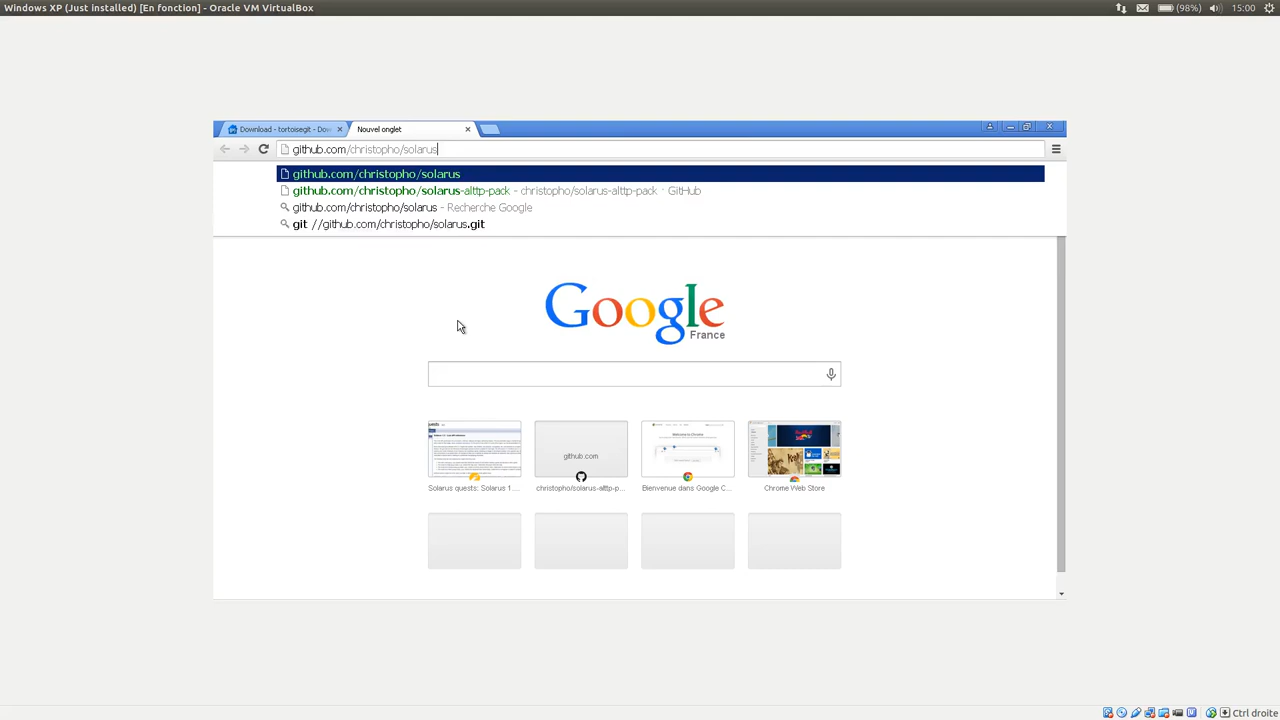 Windows XP (Just installed) [En fonction] - Oracle VM VirtualBox
(98%)
15:00
Download - tortoisegit - Dow
Nouvel onglet
github.com/christopho/solarus
github.com/christopho/solarus
github.com/christopho/solarus-alttp-pack - christopho/solarus-alttp-pack · GitHub
github.com/christopho/solarus - Recherche Google
git //github.com/christopho/solarus.git
Google
France
github.com
Solarus quests: Solarus 1....
christopho/solarus-alttp-p...
Bienvenue dans Google C...
Chrome Web Store
Ctrl droite